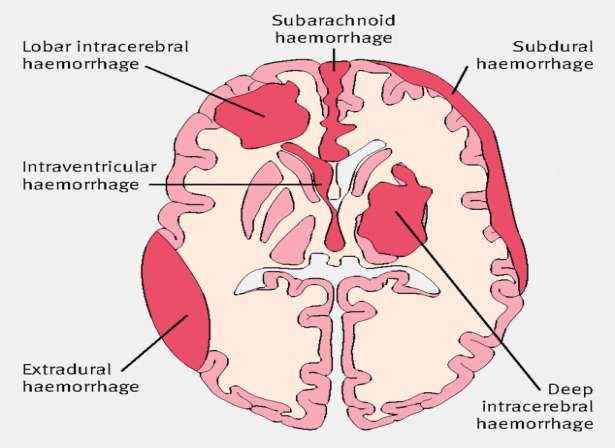 Subarachnoid
haemorrhage
Lobar intracerebral
haemorrhage
Subdural
haemorrhage
Intraventricular
haemorrhage
Extradural
haemorrhage
Deep
intracerebral
haemorrhage